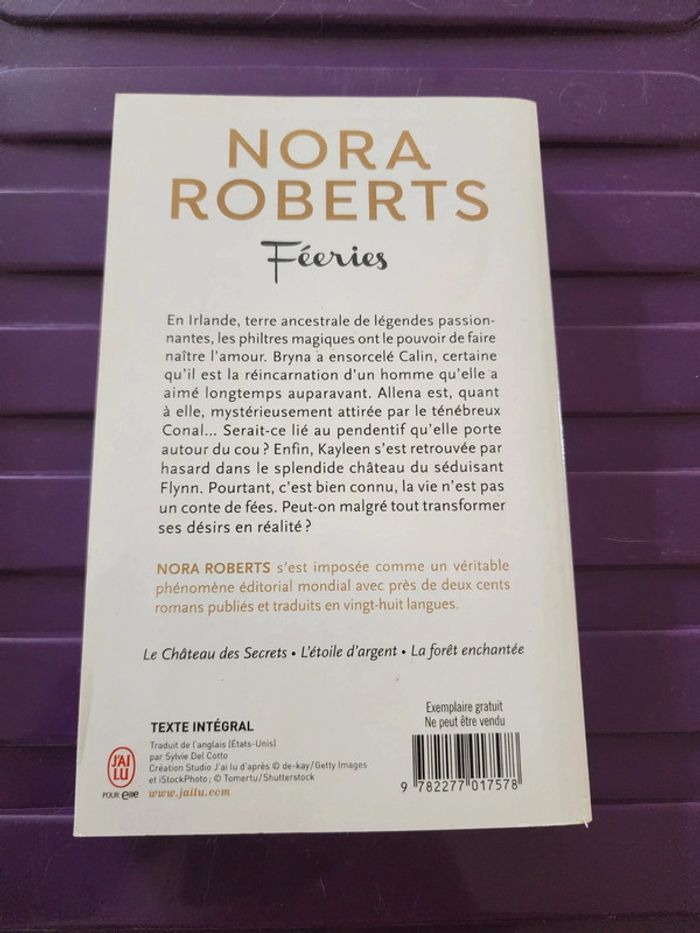 NORA
ROBERTS
Féeries
En Irlande, terre ancestrale de légendes passion-
nantes, les philtres magiques ont le pouvoir de faire
naître l'amour. Bryna a ensorcelé Calin, certaine
qu'il est la réincarnation d'un homme qu'elle a
aimé longtemps auparavant. Allena est, quant
à elle, mystérieusement attirée par le ténébreux
Conal... Serait-ce lié au pendentif qu'elle porte
autour du cou ? Enfin, Kayleen s'est retrouvée par
hasard dans le splendide château du séduisant
Flynn. Pourtant, c'est bien connu, la vie n'est pas
un conte de fées. Peut-on malgré tout transformer
ses désirs en réalité ?
NORA ROBERTS s'est imposée comme un véritable
phénomène éditorial mondial avec près de deux cents
romans publiés et traduits en vingt-huit langues.
Le Château des Secrets • L'étoile d'argent • La forêt enchantée
TEXTE INTÉGRAL
Traduit de l'anglais (États-Unis)
par Sylvie Del Cotto
Création Studio J'ai lu d'après © de-kay / Getty Images
et iStockPhoto ; © Tomertu / Shutterstock
www.jailu.com
J'AI
LU
POUR elle
Exemplaire gratuit
Ne peut être vendu
9 782277 017578